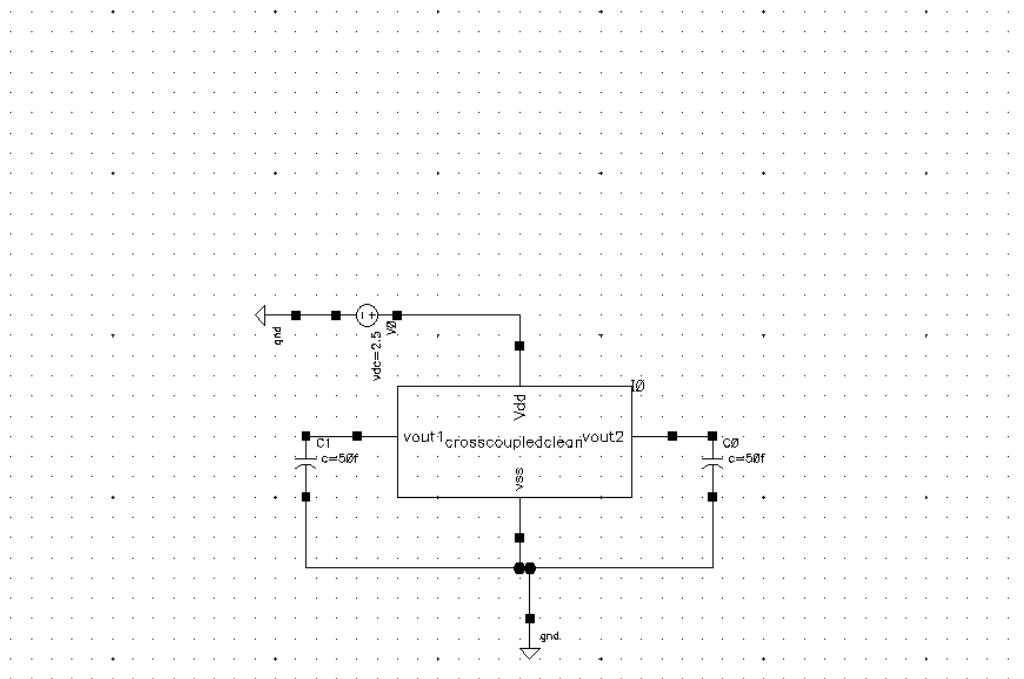 gnd
V0
vdc=2.5
I0
Vdd
vout1
crosscoupledclean
vout2
vss
C1
c=50f
C0
c=50f
gnd